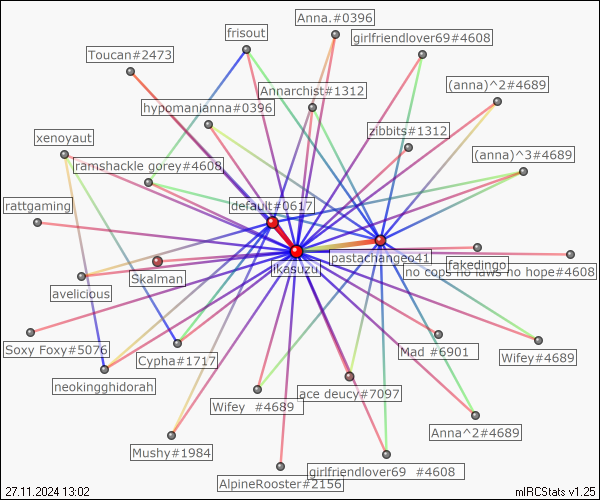 Anna.#0396
frisout
girlfriendlover69#4608
Toucan#2473
(anna)^2#4689
Annarchist#1312
hypomanianna#0396
zibbits#1312
xenoyaut
(anna)^3#4689
ramshackle gorey#4608
rattgaming
default#0617
pastachangeo41
ikasuzu
fakedingo
no cops no laws no hope#4608
Skalman
avelicious
Soxy Foxy#5076
Cypha#1717
Mad #6901
Wifey#4689
neokingghidorah
ace deucy#7097
Wifey #4689
Anna^2#4689
Mushy#1984
girlfriendlover69 #4608
AlpineRooster#2156
27.11.2024 13:02
mIRCStats v1.25